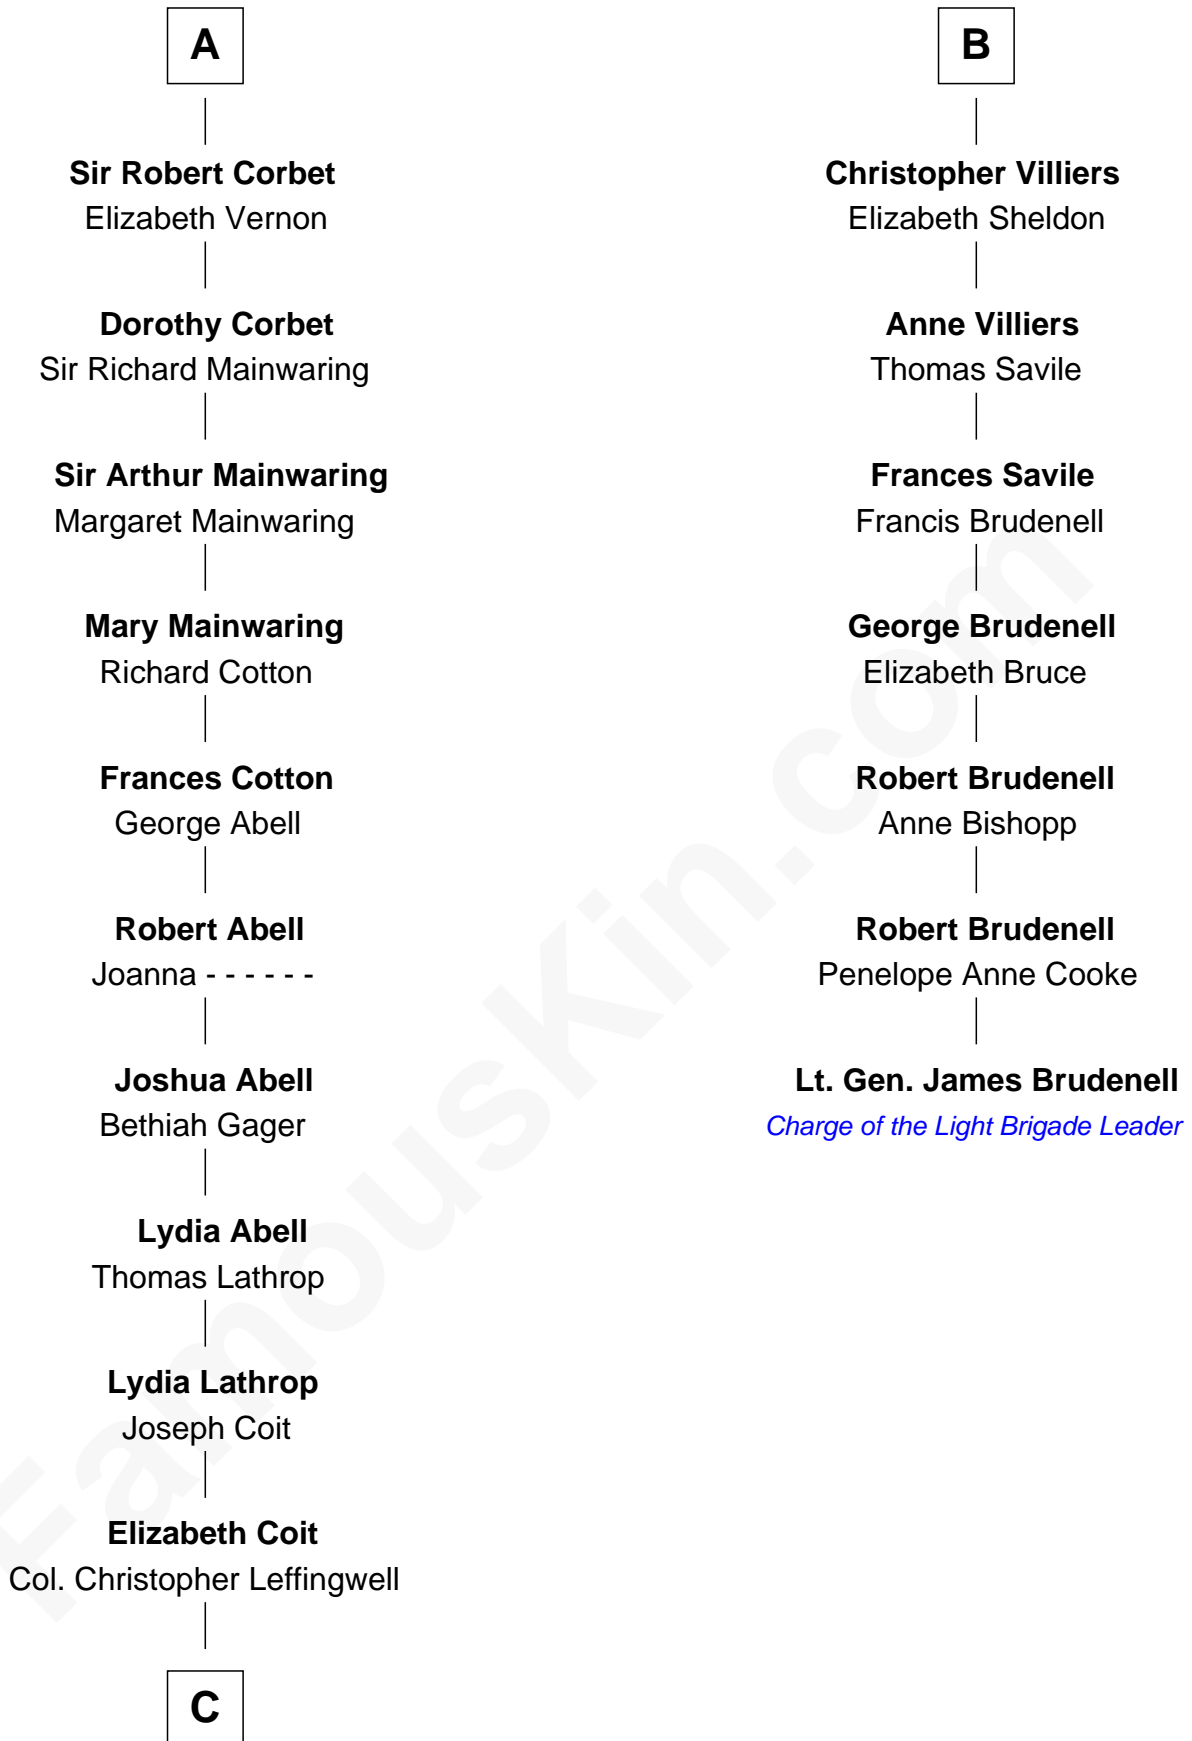 A
Sir Robert Corbet
Elizabeth Vernon
Dorothy Corbet
Sir Richard Mainwaring
Sir Arthur Mainwaring
Margaret Mainwaring
Mary Mainwaring
Richard Cotton
Frances Cotton
George Abell
Robert Abell
Joanna - - - - - -
Joshua Abell
Bethiah Gager
Lydia Abell
Thomas Lathrop
Lydia Lathrop
Joseph Coit
Elizabeth Coit
Col. Christopher Leffingwell
C
B
Christopher Villiers
Elizabeth Sheldon
Anne Villiers
Thomas Savile
Frances Savile
Francis Brudenell
George Brudenell
Elizabeth Bruce
Robert Brudenell
Anne Bishopp
Robert Brudenell
Penelope Anne Cooke
Lt. Gen. James Brudenell
Charge of the Light Brigade Leader
FamousKin.com